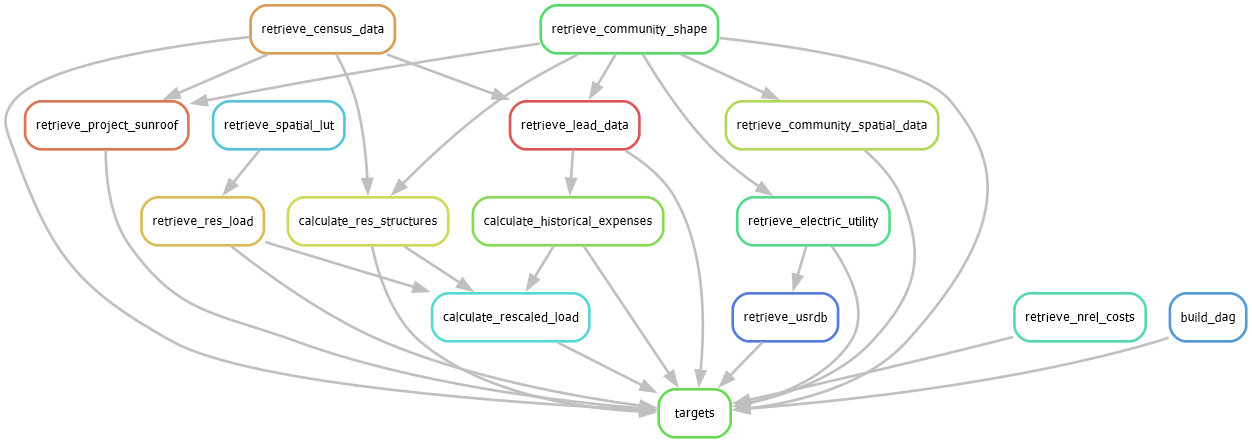 retrieve_census_data
retrieve_community_shape
retrieve_project_sunroof
retrieve_spatial_lut
retrieve_lead_data
retrieve_community_spatial_data
retrieve_res_load
calculate_res_structures
calculate_historical_expenses
retrieve_electric_utility
calculate_rescaled_load
retrieve_usrdb
retrieve_nrel_costs
build_dag
targets